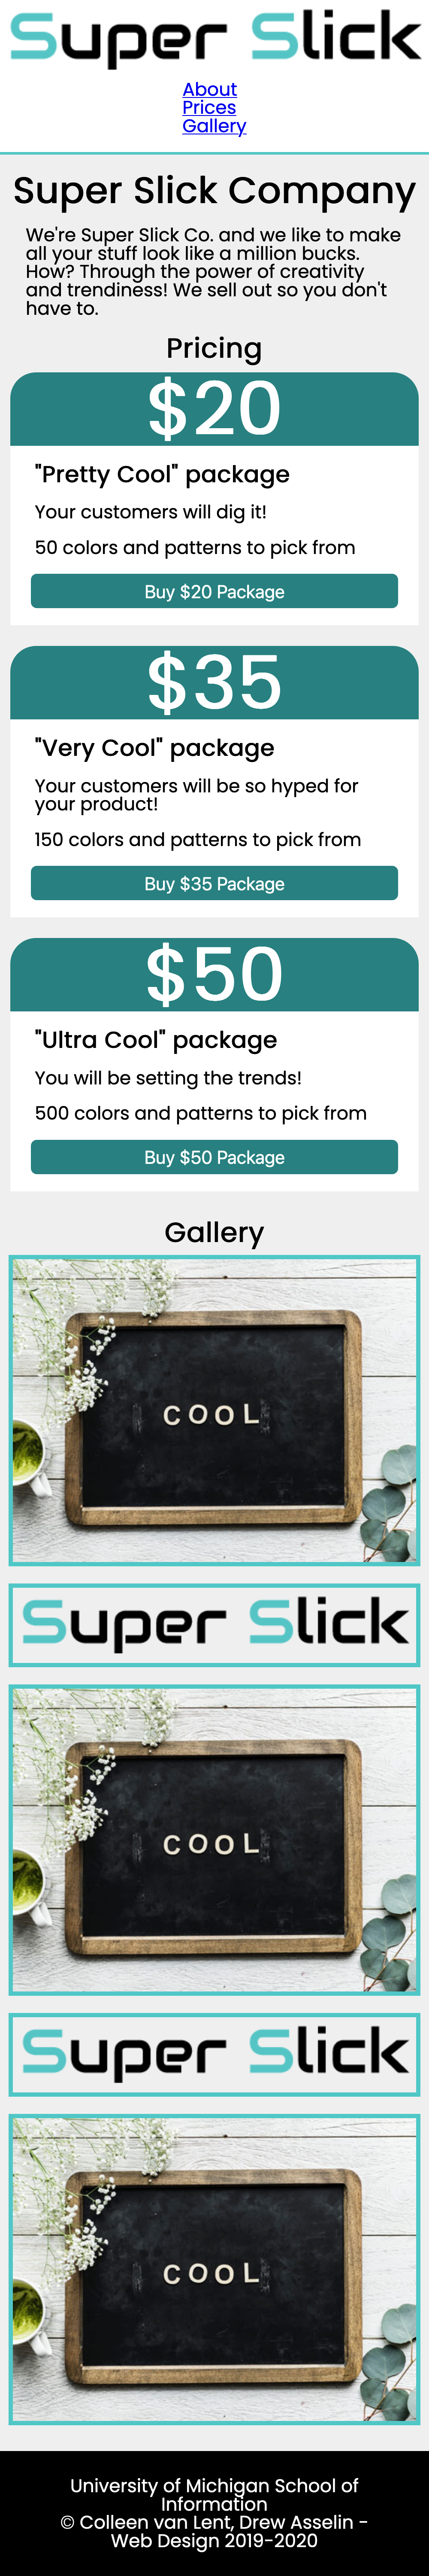 Super Slick
About
Prices
Gallery
Super Slick Company
We're Super Slick Co. and we like to make
all your stuff look like a million bucks.
How? Through the power of creativity
and trendiness! We sell out so you don't
have to.
Pricing
$20
"Pretty Cool" package
Your customers will dig it!
50 colors and patterns to pick from
Buy $20 Package
$35
"Very Cool" package
Your customers will be so hyped for
your product!
150 colors and patterns to pick from
Buy $35 Package
$50
"Ultra Cool" package
You will be setting the trends!
500 colors and patterns to pick from
Buy $50 Package
Gallery
COOL
Super Slick
COOL
Super Slick
COOL
University of Michigan School of
Information
© Colleen van Lent, Drew Asselin -
Web Design 2019-2020